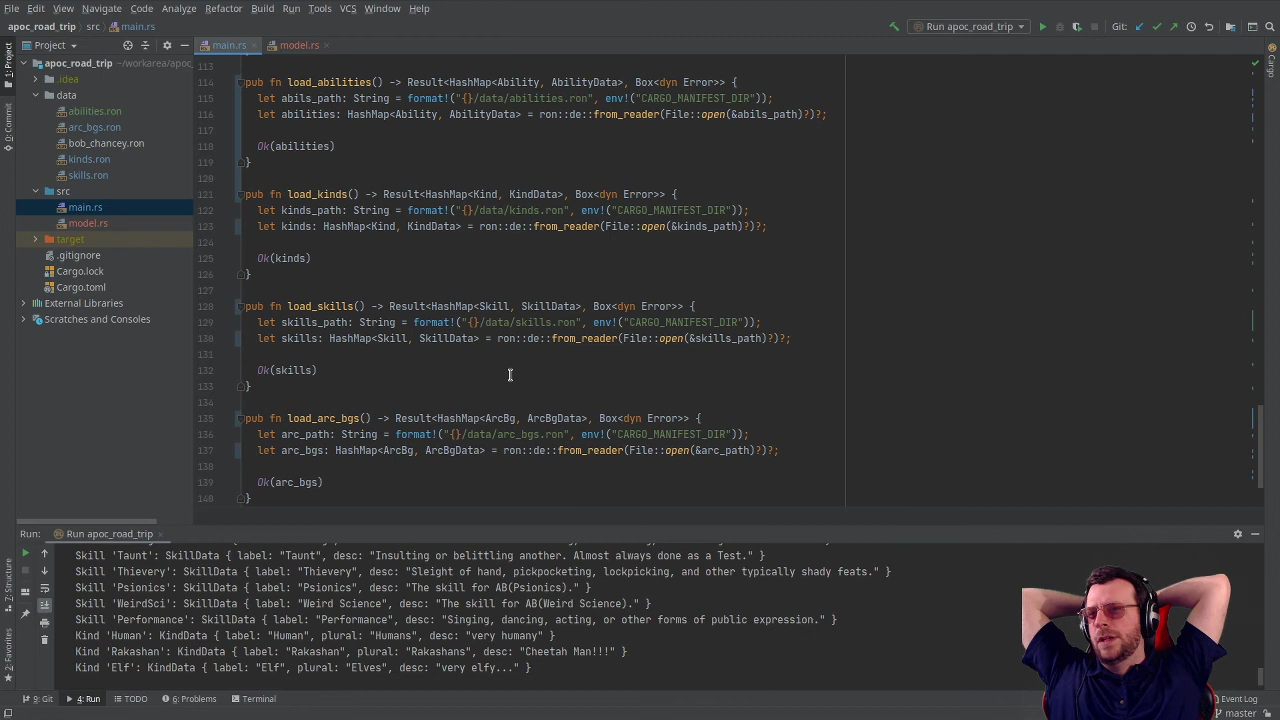 File Edit View Navigate Code Analyze Refactor Build Run Tools VCS Window Help
apoc_road_trip > src > main.rs
Run apoc_road_trip
Git:
1: Project
0: Commit
7: Structure
2: Favorites
Cargo
Project
apoc_road_trip ~/workarea/apoc_
.idea
data
abilities.ron
arc_bgs.ron
bob_chancey.ron
kinds.ron
skills.ron
src
main.rs
model.rs
target
.gitignore
Cargo.lock
Cargo.toml
External Libraries
Scratches and Consoles
main.rs
model.rs
113
114 pub fn load_abilities() -> Result<HashMap<Ability, AbilityData>, Box<dyn Error>> {
115 let abils_path: String = format!("{}/data/abilities.ron", env!("CARGO_MANIFEST_DIR"));
116 let abilities: HashMap<Ability, AbilityData> = ron::de::from_reader(File::open(&abils_path)?)?;
117
118 Ok(abilities)
119 }
120
121 pub fn load_kinds() -> Result<HashMap<Kind, KindData>, Box<dyn Error>> {
122 let kinds_path: String = format!("{}/data/kinds.ron", env!("CARGO_MANIFEST_DIR"));
123 let kinds: HashMap<Kind, KindData> = ron::de::from_reader(File::open(&kinds_path)?)?;
124
125 Ok(kinds)
126 }
127
128 pub fn load_skills() -> Result<HashMap<Skill, SkillData>, Box<dyn Error>> {
129 let skills_path: String = format!("{}/data/skills.ron", env!("CARGO_MANIFEST_DIR"));
130 let skills: HashMap<Skill, SkillData> = ron::de::from_reader(File::open(&skills_path)?)?;
131
132 Ok(skills)
133 }
134
135 pub fn load_arc_bgs() -> Result<HashMap<ArcBg, ArcBgData>, Box<dyn Error>> {
136 let arc_path: String = format!("{}/data/arc_bgs.ron", env!("CARGO_MANIFEST_DIR"));
137 let arc_bgs: HashMap<ArcBg, ArcBgData> = ron::de::from_reader(File::open(&arc_path)?)?;
138
139 Ok(arc_bgs)
140 }
Run: Run apoc_road_trip
Skill 'Taunt': SkillData { label: "Taunt", desc: "Insulting or belittling another. Almost always done as a Test." }
Skill 'Thievery': SkillData { label: "Thievery", desc: "Sleight of hand, pickpocketing, lockpicking, and other typically shady feats." }
Skill 'Psionics': SkillData { label: "Psionics", desc: "The skill for AB(Psionics)." }
Skill 'WeirdSci': SkillData { label: "Weird Science", desc: "The skill for AB(Weird Science)." }
Skill 'Performance': SkillData { label: "Performance", desc: "Singing, dancing, acting, or other forms of public expression." }
Kind 'Human': KindData { label: "Human", plural: "Humans", desc: "very humany" }
Kind 'Rakashan': KindData { label: "Rakashan", plural: "Rakashans", desc: "Cheetah Man!!!" }
Kind 'Elf': KindData { label: "Elf", plural: "Elves", desc: "very elfy..." }
9: Git 4: Run TODO 6: Problems Terminal Event Log
master